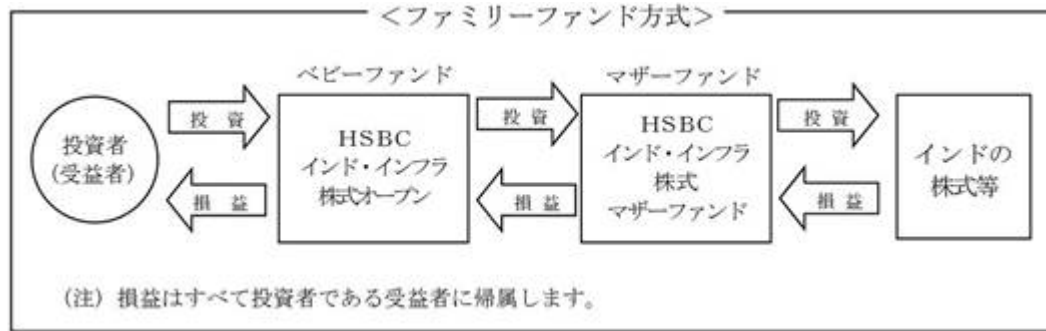 ＜ファミリーファンド方式＞
ベビーファンド
マザーファンド
投資者
(受益者)
投 資
損 益
HSBC
インド・インフラ
株式オープン
投 資
損 益
HSBC
インド・インフラ
株式
マザーファンド
投 資
損 益
インドの
株式等
(注) 損益はすべて投資者である受益者に帰属します。